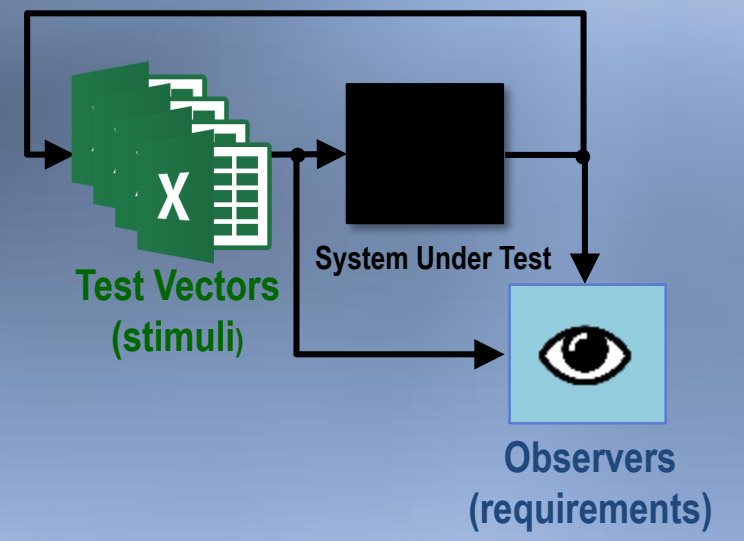 X
System Under Test
Test Vectors
(stimuli)
Observers
(requirements)